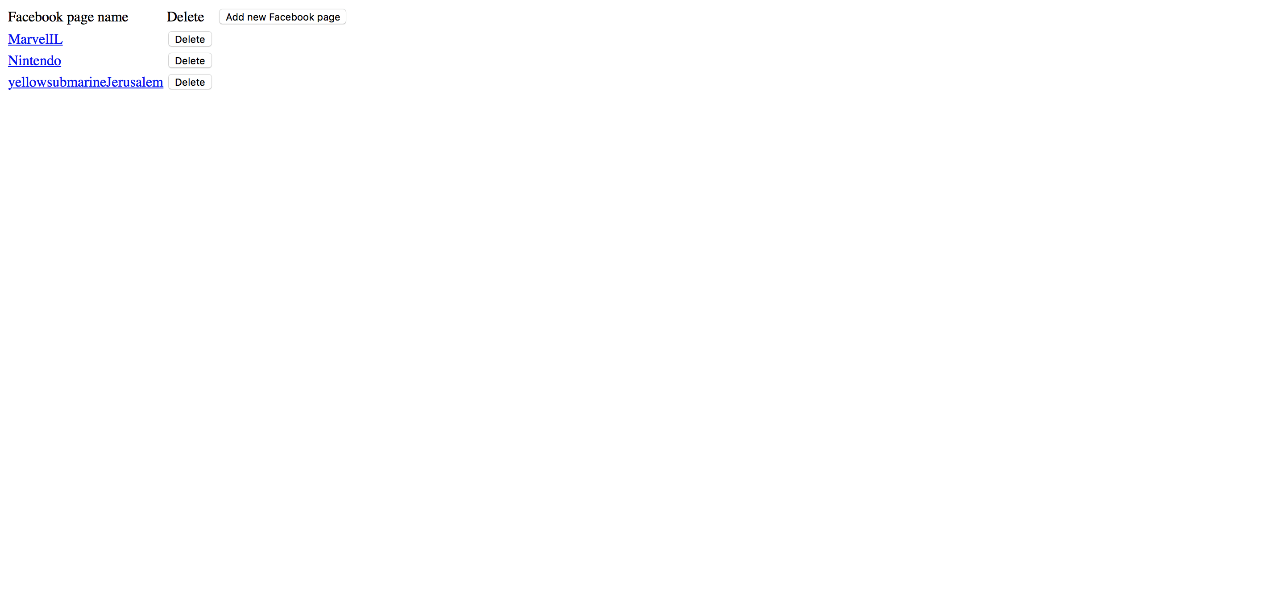 Facebook page name Delete Add new Facebook page
MarvelIL Delete
Nintendo Delete
yellowsubmarineJerusalem Delete